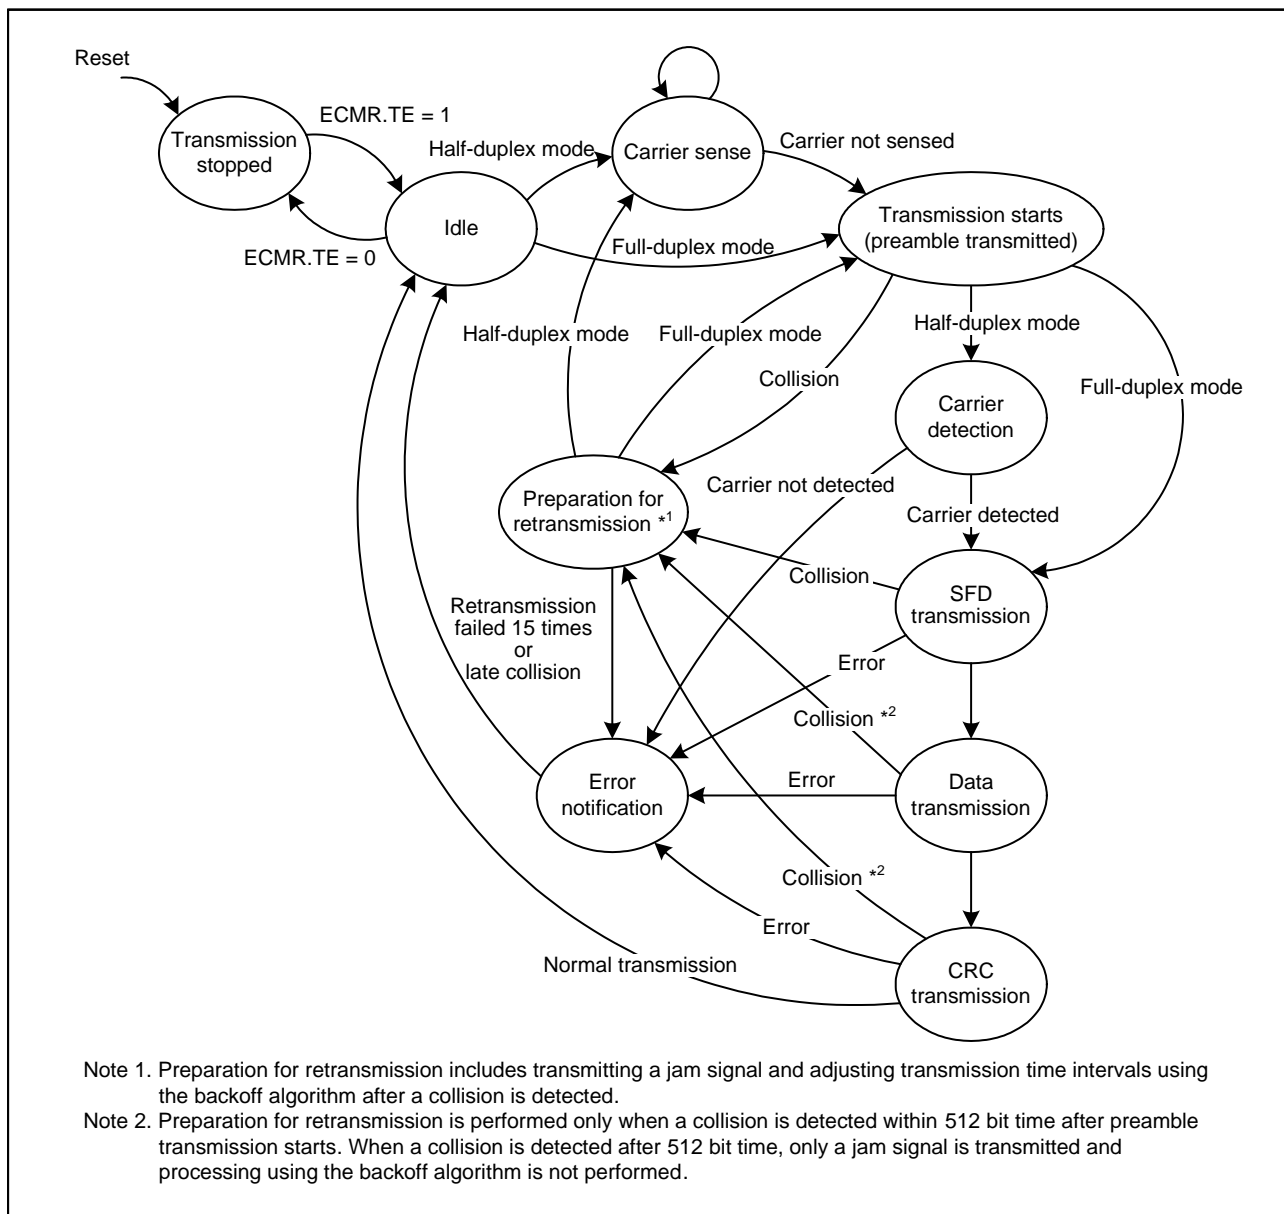 Reset
ECMR.TE = 1
Transmission
stopped
Half-duplex mode
Carrier sense
Carrier not sensed
Idle
Transmission starts
(preamble transmitted)
ECMR.TE = 0
Full-duplex mode
Half-duplex mode
Half-duplex mode
Full-duplex mode
Collision
Full-duplex mode
Carrier
detection
Carrier not detected
Preparation for
retransmission *1
Carrier detected
Collision
SFD
transmission
Retransmission
failed 15 times
or
late collision
Error
Collision *2
Error
notification
Error
Data
transmission
Collision *2
Error
Normal transmission
CRC
transmission
Note 1. Preparation for retransmission includes transmitting a jam signal and adjusting transmission time intervals using
the backoff algorithm after a collision is detected.
Note 2. Preparation for retransmission is performed only when a collision is detected within 512 bit time after preamble
transmission starts. When a collision is detected after 512 bit time, only a jam signal is transmitted and
processing using the backoff algorithm is not performed.